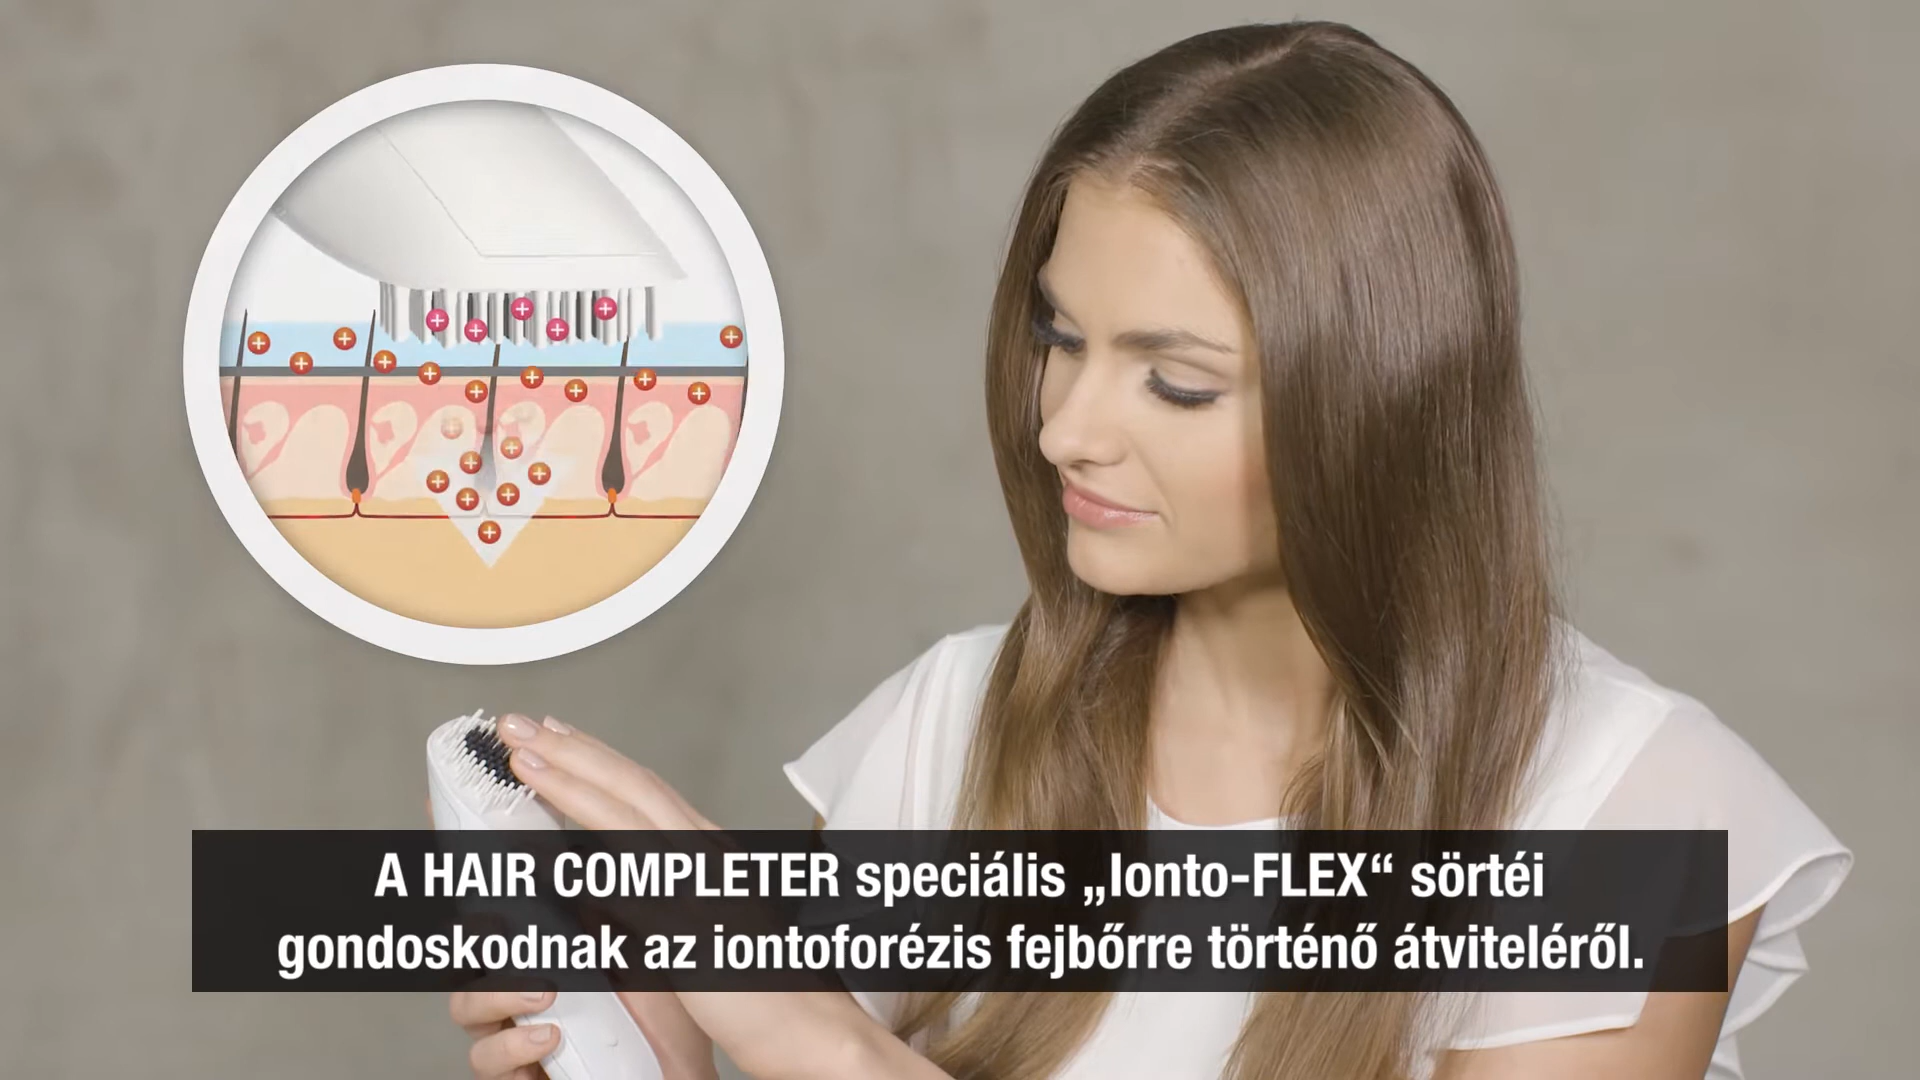 A HAIR COMPLETER speciális „Ionto-FLEX“ sörtéi
gondoskodnak az iontoforézis fejbőrre történő átviteléről.